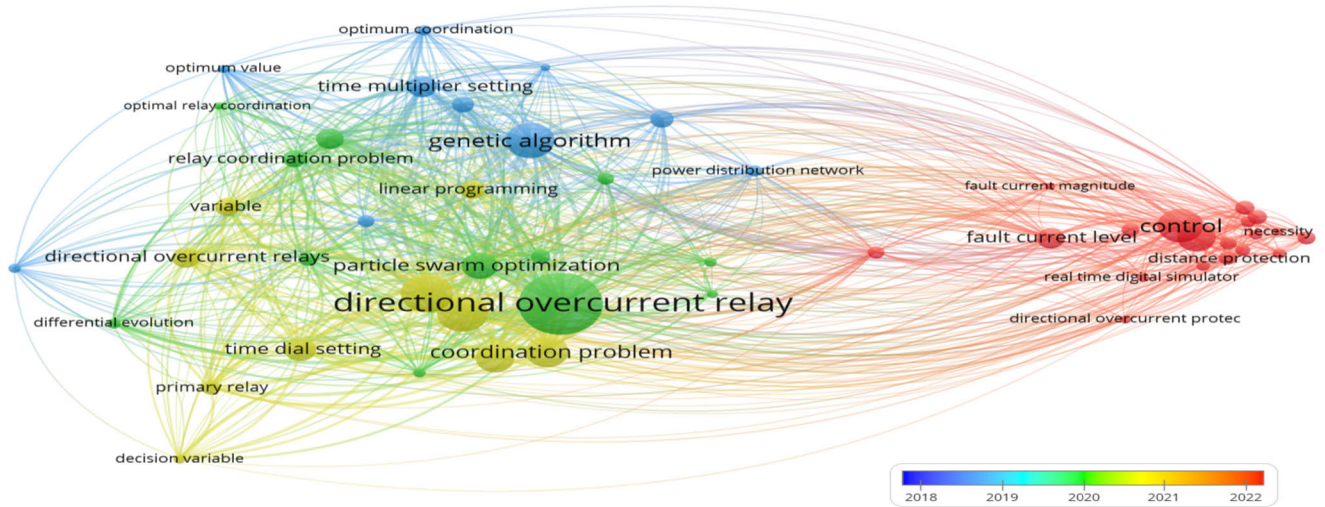 optimum coordination
optimum value
time multiplier setting
optimal relay coordination
genetic algorithm
relay coordination problem
power distribution network
linear programming
fault current magnitude
variable
control
necessity
fault current level
directional overcurrent relays
distance protection
particle swarm optimization
real time digital simulator
directional overcurrent relay
directional overcurrent protec
differential evolution
time dial setting
coordination problem
primary relay
decision variable
2018 2019 2020 2021 2022